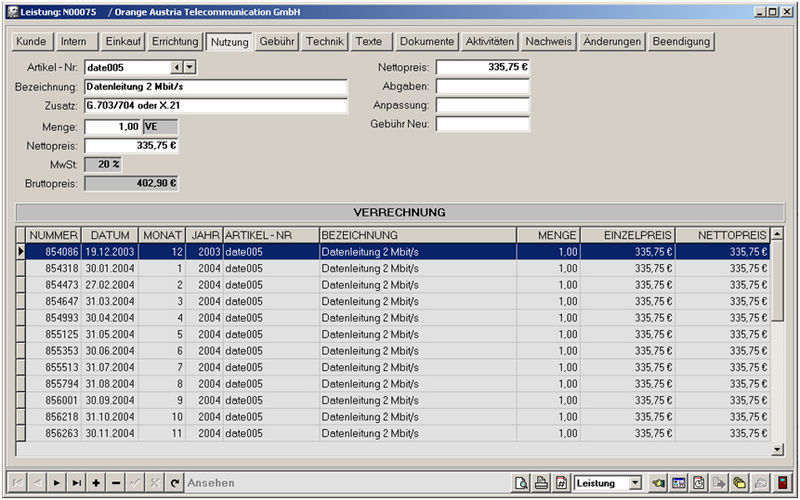 Leistung: N00075 / Orange Austria Telecommunication GmbH
Kunde Intern Einkauf Errichtung Nutzung Gebühr Technik Texte Dokumente Aktivitäten Nachweis Änderungen Beendigung
Artikel - Nr: date005 Nettopreis: 335,75 €
Bezeichnung: Datenleitung 2 Mbit/s Abgaben:
Zusatz: G.703/704 oder X.21 Anpassung:
Menge: 1,00 VE Gebühr Neu:
Nettopreis: 335,75 €
MwSt: 20 %
Bruttopreis: 402,90 €
VERRECHNUNG
NUMMER DATUM MONAT JAHR ARTIKEL - NR BEZEICHNUNG MENGE EINZELPREIS NETTOPREIS
854086 19.12.2003 12 2003 date005 Datenleitung 2 Mbit/s 1,00 335,75 € 335,75 €
854318 30.01.2004 1 2004 date005 Datenleitung 2 Mbit/s 1,00 335,75 € 335,75 €
854473 27.02.2004 2 2004 date005 Datenleitung 2 Mbit/s 1,00 335,75 € 335,75 €
854647 31.03.2004 3 2004 date005 Datenleitung 2 Mbit/s 1,00 335,75 € 335,75 €
854993 30.04.2004 4 2004 date005 Datenleitung 2 Mbit/s 1,00 335,75 € 335,75 €
855125 31.05.2004 5 2004 date005 Datenleitung 2 Mbit/s 1,00 335,75 € 335,75 €
855353 30.06.2004 6 2004 date005 Datenleitung 2 Mbit/s 1,00 335,75 € 335,75 €
855513 31.07.2004 7 2004 date005 Datenleitung 2 Mbit/s 1,00 335,75 € 335,75 €
855794 31.08.2004 8 2004 date005 Datenleitung 2 Mbit/s 1,00 335,75 € 335,75 €
856001 30.09.2004 9 2004 date005 Datenleitung 2 Mbit/s 1,00 335,75 € 335,75 €
856218 31.10.2004 10 2004 date005 Datenleitung 2 Mbit/s 1,00 335,75 € 335,75 €
856263 30.11.2004 11 2004 date005 Datenleitung 2 Mbit/s 1,00 335,75 € 335,75 €
Ansehen Leistung